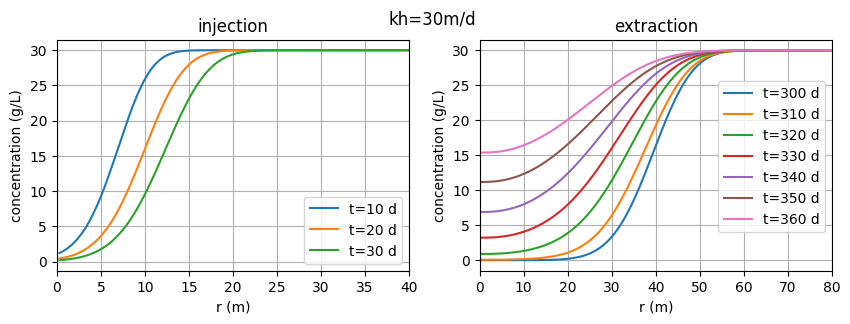 kh=30m/d
injection
concentration (g/L)
30
25
20
15
10
5
0
0 5 10 15 20 25 30 35 40
r (m)
t=10 d
t=20 d
t=30 d
extraction
concentration (g/L)
30
25
20
15
10
5
0
0 10 20 30 40 50 60 70 80
r (m)
t=300 d
t=310 d
t=320 d
t=330 d
t=340 d
t=350 d
t=360 d